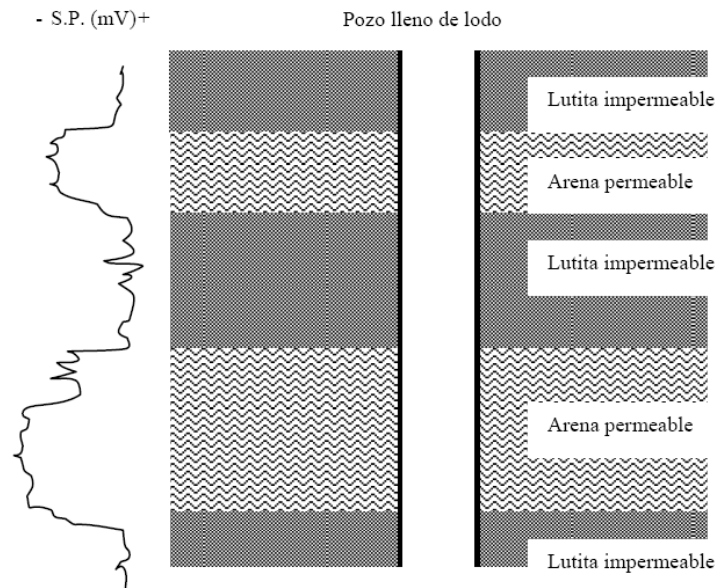 - S.P. (mV)+
Pozo lleno de lodo
Lutita impermeable
Arena permeable
Lutita impermeable
Arena permeable
Lutita impermeable